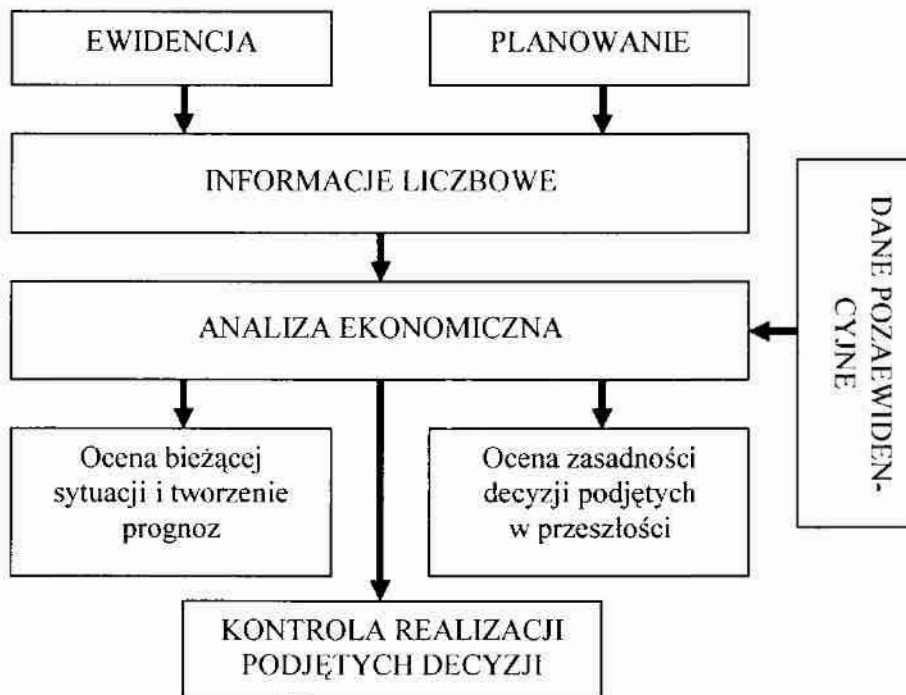 EWIDENCJA
PLANOWANIE
INFORMACJE LICZBOWE
DANE POZAEWIDEN-
CYJNE
ANALIZA EKONOMICZNA
Ocena bieżącej
sytuacji i tworzenie
prognoz
Ocena zasadności
decyzji podjętych
w przeszłości
KONTROLA REALIZACJI
PODJĘTYCH DECYZJI